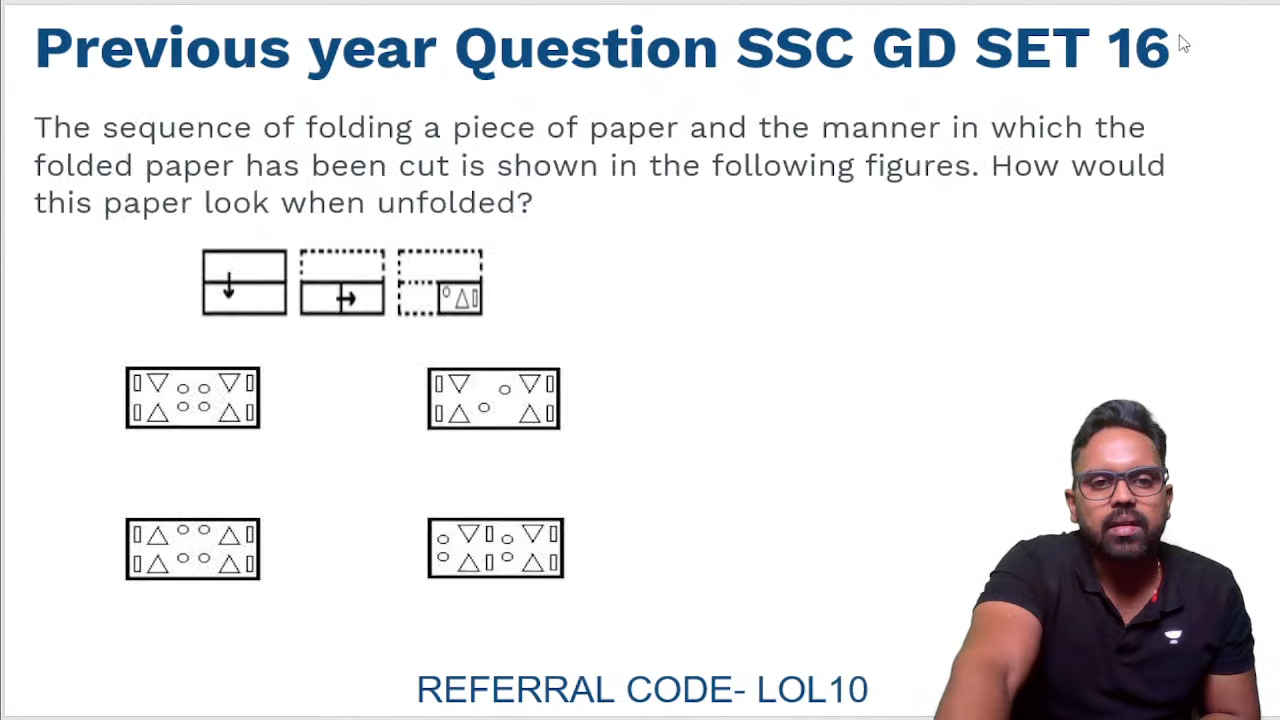 Previous year Question SSC GD SET 16
The sequence of folding a piece of paper and the manner in which the
folded paper has been cut is shown in the following figures. How would
this paper look when unfolded?
REFERRAL CODE- LOL10